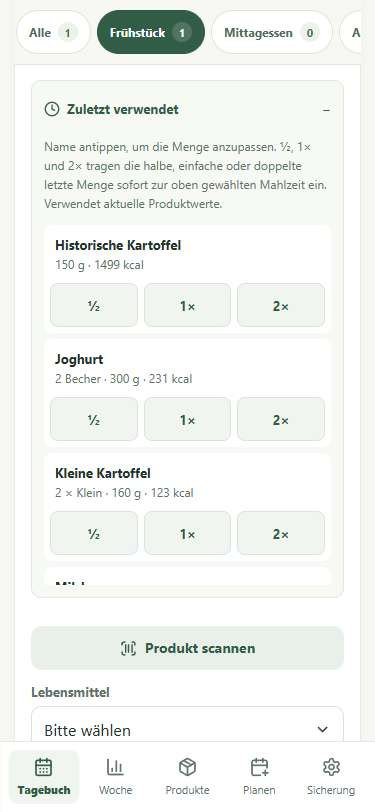 Alle 1 Frühstück 1 Mittagessen 0 A
Zuletzt verwendet –
Name antippen, um die Menge anzupassen. ½, 1×
und 2× tragen die halbe, einfache oder doppelte
letzte Menge sofort zur oben gewählten Mahlzeit ein.
Verwendet aktuelle Produktwerte.
Historische Kartoffel
150 g · 1499 kcal
½ 1× 2×
Joghurt
2 Becher · 300 g · 231 kcal
½ 1× 2×
Kleine Kartoffel
2 × Klein · 160 g · 123 kcal
½ 1× 2×
Produkt scannen
Lebensmittel
Bitte wählen
Tagebuch Woche Produkte Planen Sicherung